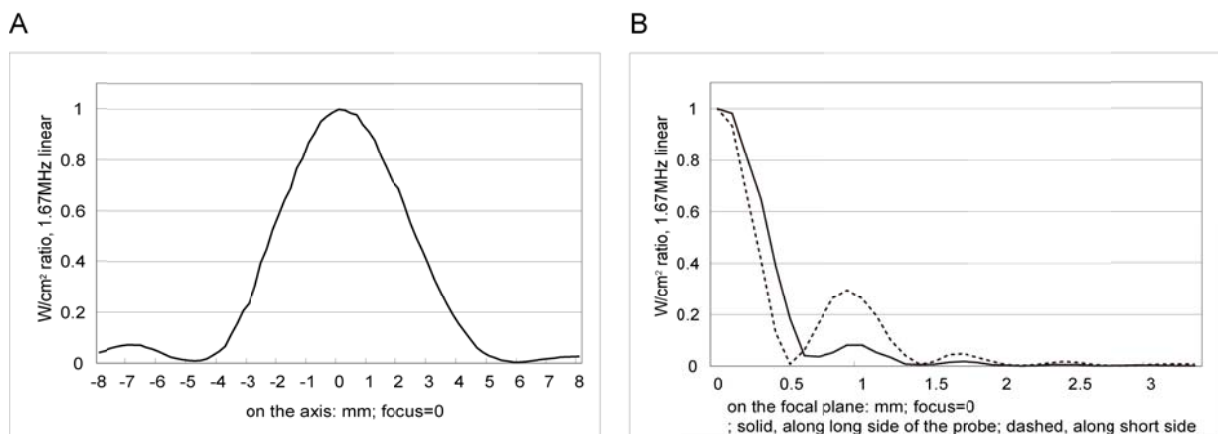 A
W/cm² ratio, 1.67MHz linear
1
0.8
0.6
0.4
0.2
0
-8 -7 -6 -5 -4 -3 -2 -1 0 1 2 3 4 5 6 7 8
on the axis: mm; focus=0
B
W/cm² ratio, 1.67MHz linear
1
0.8
0.6
0.4
0.2
0
0 0.5 1 1.5 2 2.5 3
on the focal plane: mm; focus=0
; solid, along long side of the probe; dashed, along short side